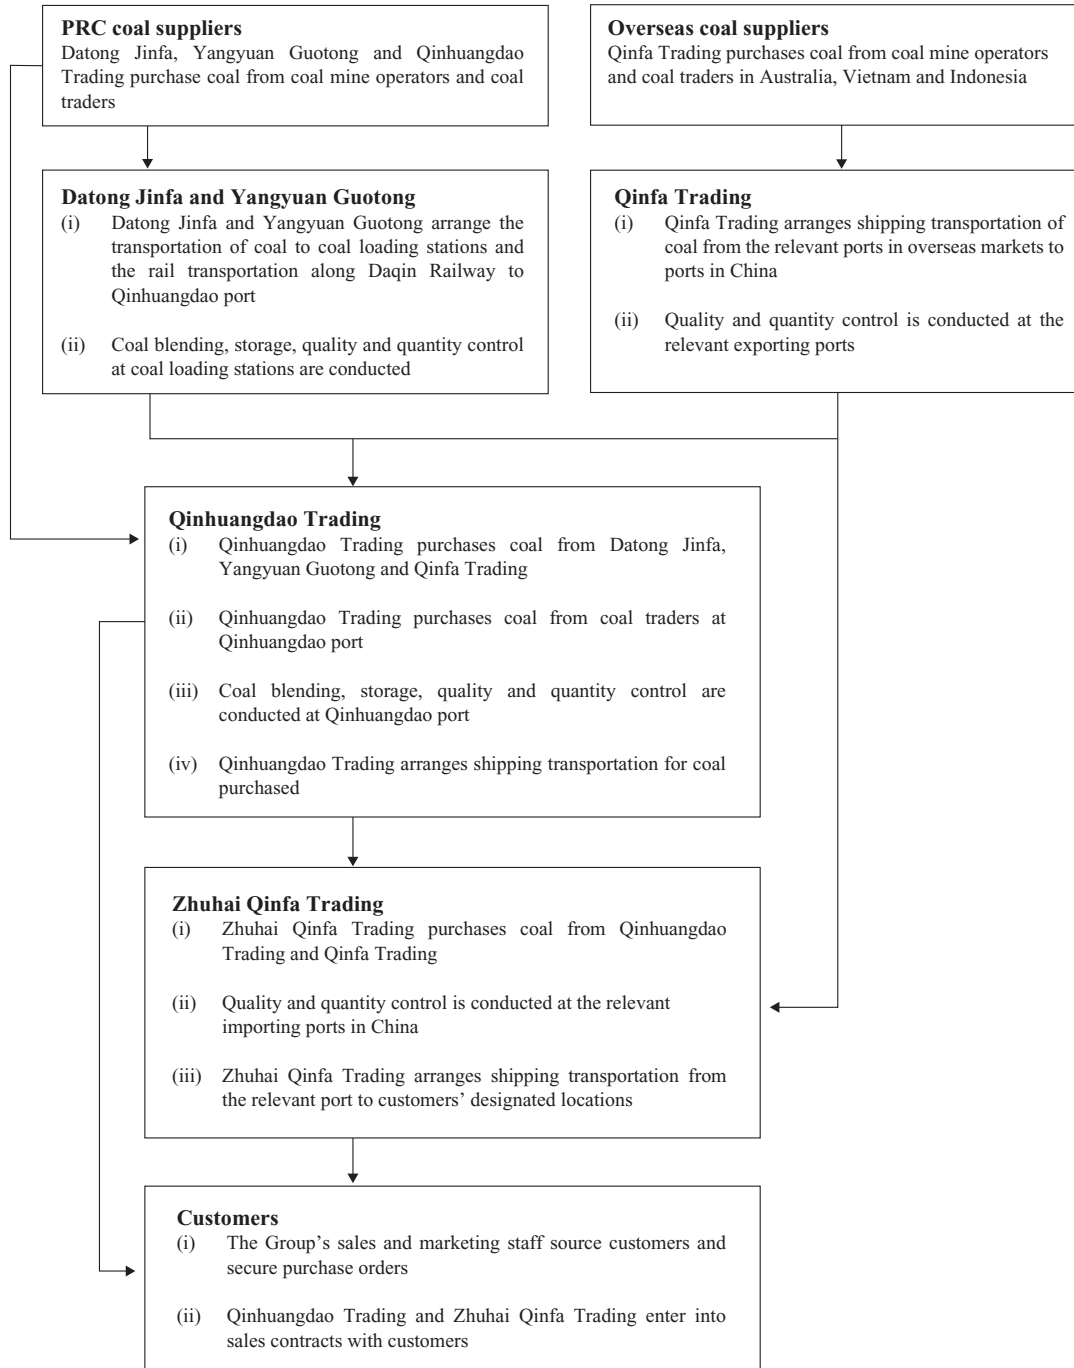 PRC coal suppliers
Datong Jinfa, Yangyuan Guotong and Qinhuangdao
Trading purchase coal from coal mine operators and coal
traders
Overseas coal suppliers
Qinfa Trading purchases coal from coal mine operators
and coal traders in Australia, Vietnam and Indonesia
Datong Jinfa and Yangyuan Guotong
(i) Datong Jinfa and Yangyuan Guotong arrange the
transportation of coal to coal loading stations and
the rail transportation along Daqin Railway to
Qinhuangdao port
(ii) Coal blending, storage, quality and quantity control
at coal loading stations are conducted
Qinfa Trading
(i) Qinfa Trading arranges shipping transportation of
coal from the relevant ports in overseas markets to
ports in China
(ii) Quality and quantity control is conducted at the
relevant exporting ports
Qinhuangdao Trading
(i) Qinhuangdao Trading purchases coal from Datong Jinfa,
Yangyuan Guotong and Qinfa Trading
(ii) Qinhuangdao Trading purchases coal from coal traders at
Qinhuangdao port
(iii) Coal blending, storage, quality and quantity control are
conducted at Qinhuangdao port
(iv) Qinhuangdao Trading arranges shipping transportation for coal
purchased
Zhuhai Qinfa Trading
(i) Zhuhai Qinfa Trading purchases coal from Qinhuangdao
Trading and Qinfa Trading
(ii) Quality and quantity control is conducted at the relevant
importing ports in China
(iii) Zhuhai Qinfa Trading arranges shipping transportation from
the relevant port to customers’ designated locations
Customers
(i) The Group’s sales and marketing staff source customers and
secure purchase orders
(ii) Qinhuangdao Trading and Zhuhai Qinfa Trading enter into
sales contracts with customers